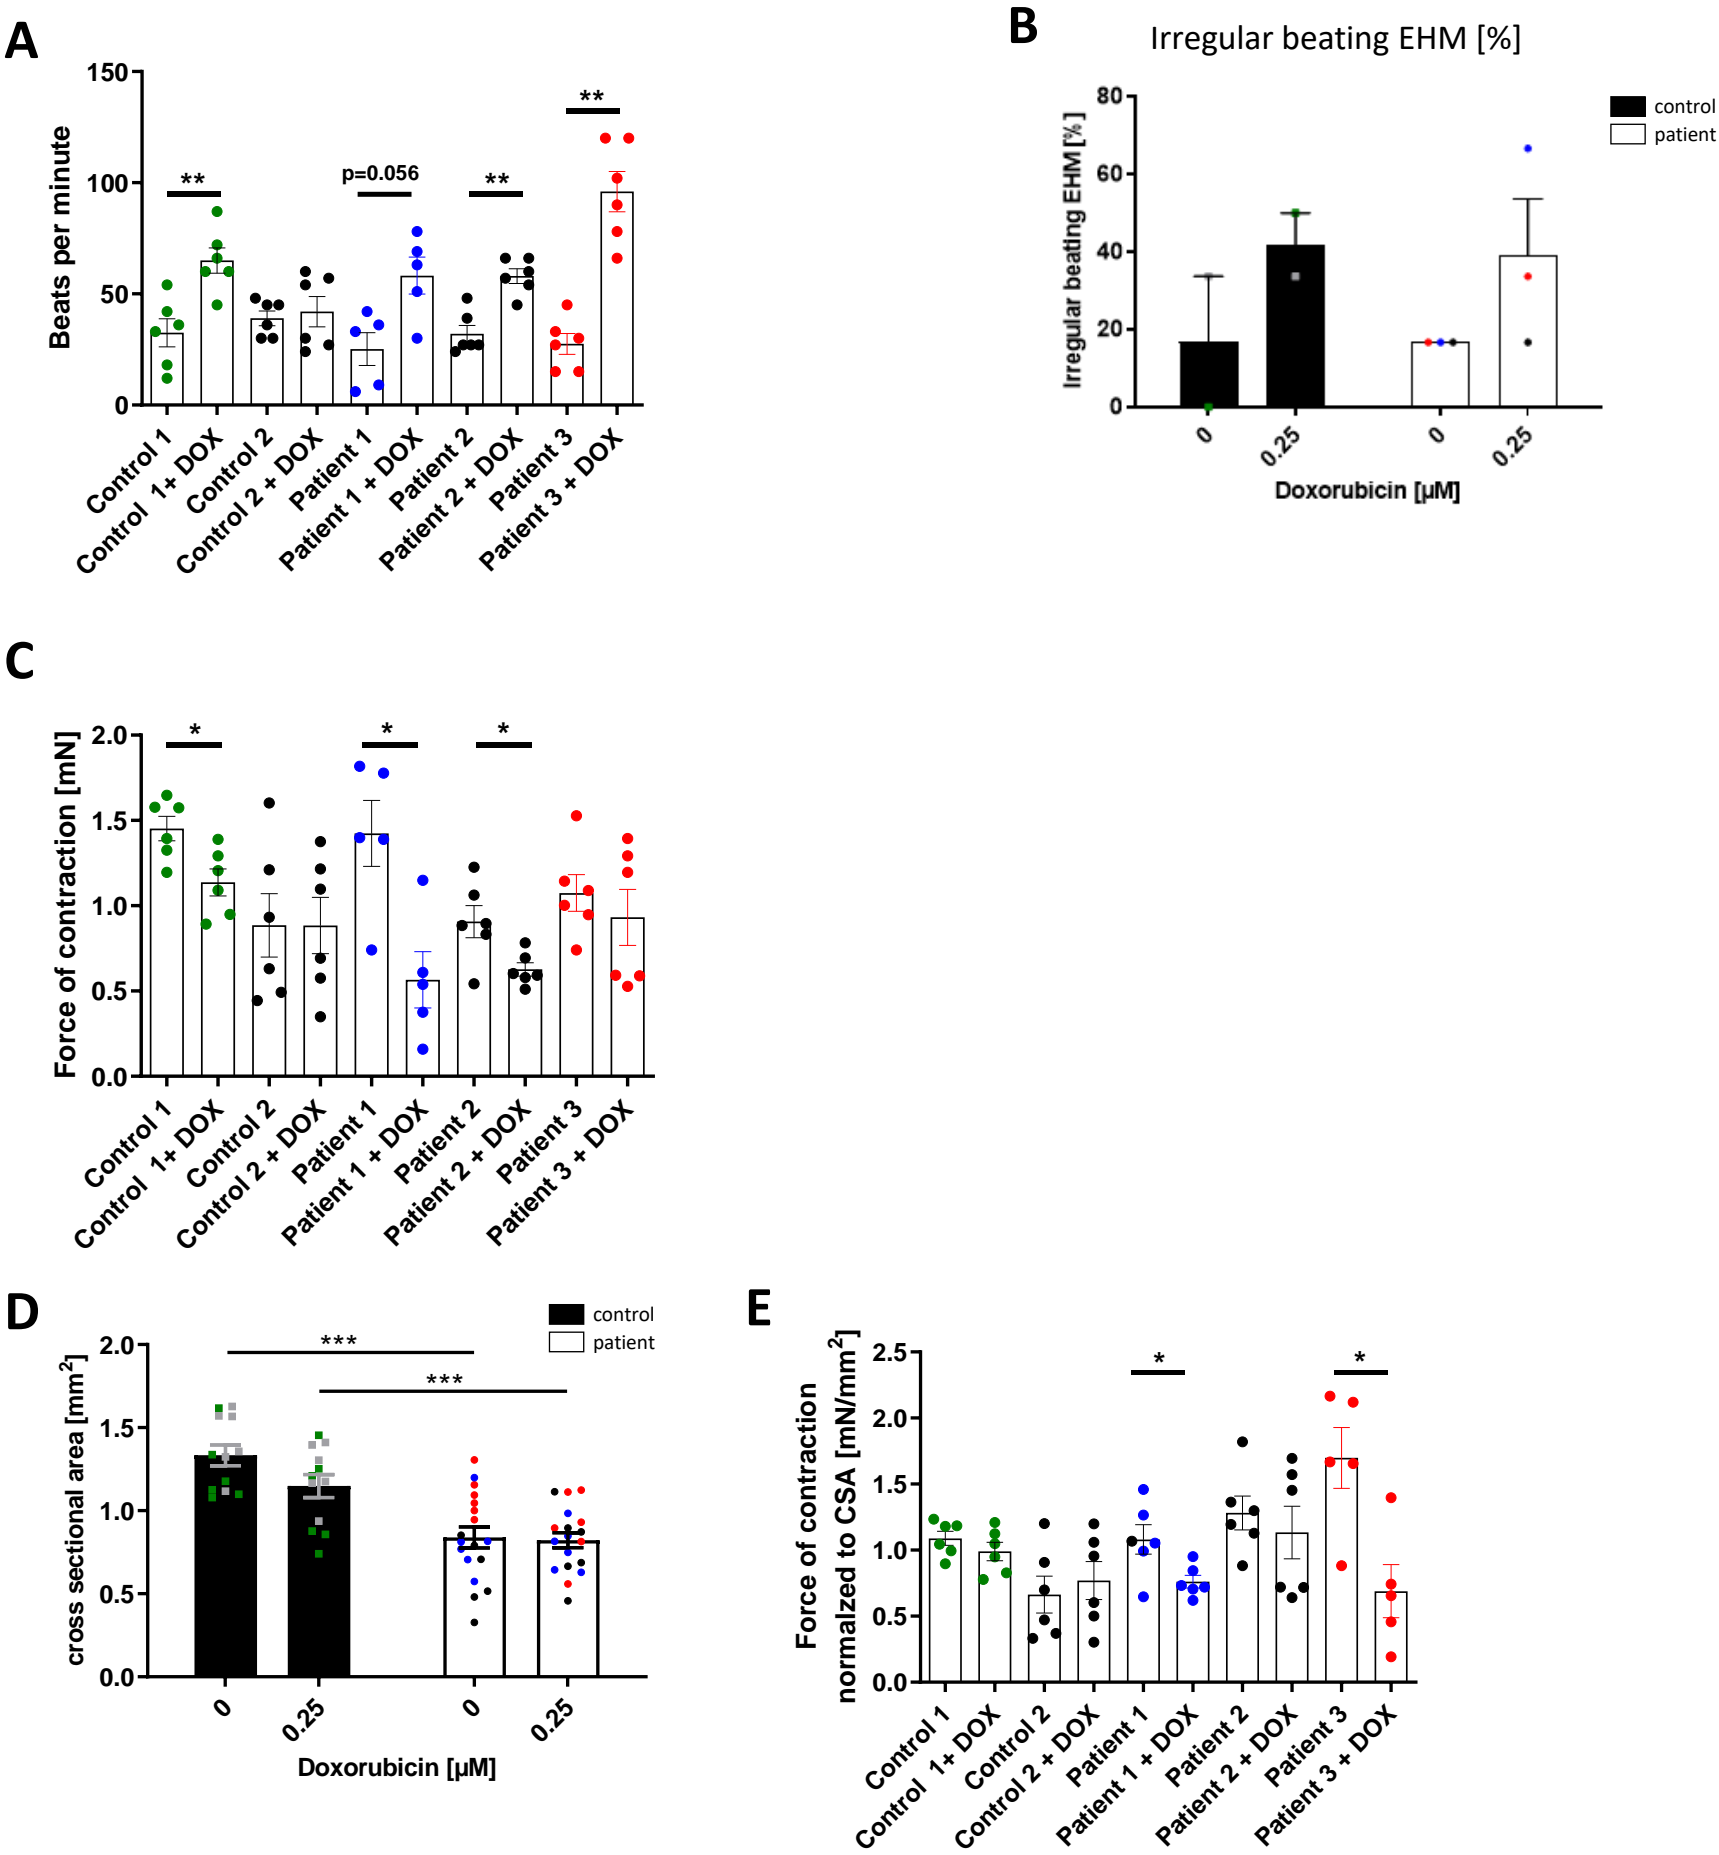 A
150
100
50
0
Beats per minute
**
p=0.056
**
**
Control 1
Control 1+ DOX
Control 2
Control 2 + DOX
Patient 1
Patient 1 + DOX
Patient 2
Patient 2 + DOX
Patient 3
Patient 3 + DOX
B
Irregular beating EHM [%]
control
patient
80
60
40
20
0
Irregular beating EHM [%]
0
0.25
0
0.25
Doxorubicin [µM]
C
2.0
1.5
1.0
0.5
0.0
Force of contraction [mN]
*
*
*
Control 1
Control 1+ DOX
Control 2
Control 2 + DOX
Patient 1
Patient 1 + DOX
Patient 2
Patient 2 + DOX
Patient 3
Patient 3 + DOX
D
control
patient
2.0
1.5
1.0
0.5
0.0
cross sectional area [mm²]
***
***
0
0.25
0
0.25
Doxorubicin [µM]
E
2.5
2.0
1.5
1.0
0.5
0.0
Force of contraction
normalzed to CSA [mN/mm²]
*
*
Control 1
Control 1+ DOX
Control 2
Control 2 + DOX
Patient 1
Patient 1 + DOX
Patient 2
Patient 2 + DOX
Patient 3
Patient 3 + DOX